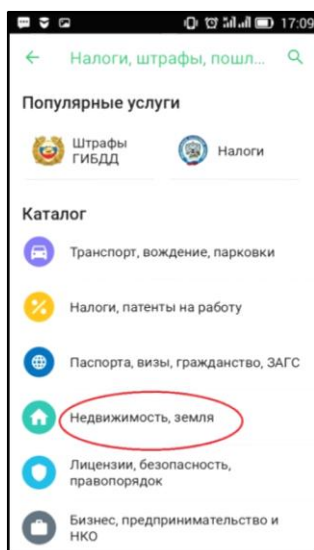 17:09
Налоги, штрафы, пошл...
Популярные услуги
Штрафы
ГИБДД
Налоги
Каталог
Транспорт, вождение, парковки
Налоги, патенты на работу
Паспорта, визы, гражданство, ЗАГС
Недвижимость, земля
Лицензии, безопасность,
правопорядок
Бизнес, предпринимательство и
НКО